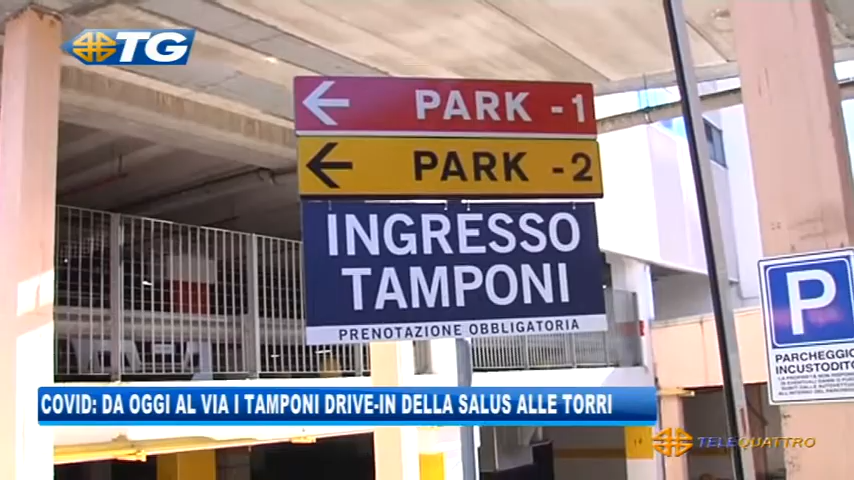 TG
PARK -1
PARK -2
INGRESSO
TAMPONI
PRENOTAZIONE OBBLIGATORIA
P
PARCHEGGIO
INCUSTODITO
COVID: DA OGGI AL VIA I TAMPONI DRIVE-IN DELLA SALUS ALLE TORRI
TELEQUATTRO